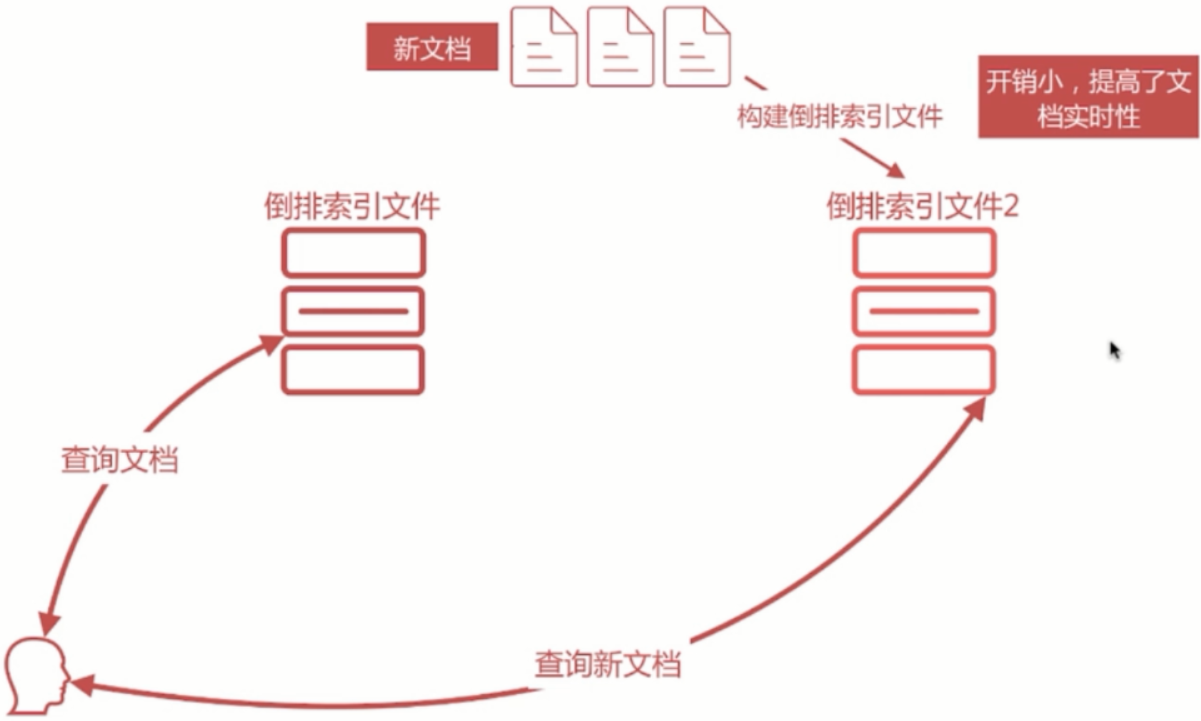 新文档
开销小，提高了文
档实时性
构建倒排索引文件
倒排索引文件
倒排索引文件2
查询文档
查询新文档